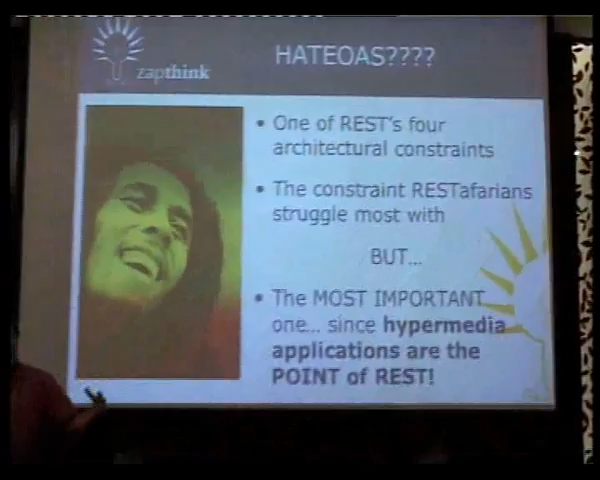 zapthink
HATEOAS????
• One of REST's four
architectural constraints
• The constraint RESTafarians
struggle most with
BUT...
• The MOST IMPORTANT
one... since hypermedia
applications are the
POINT of REST!